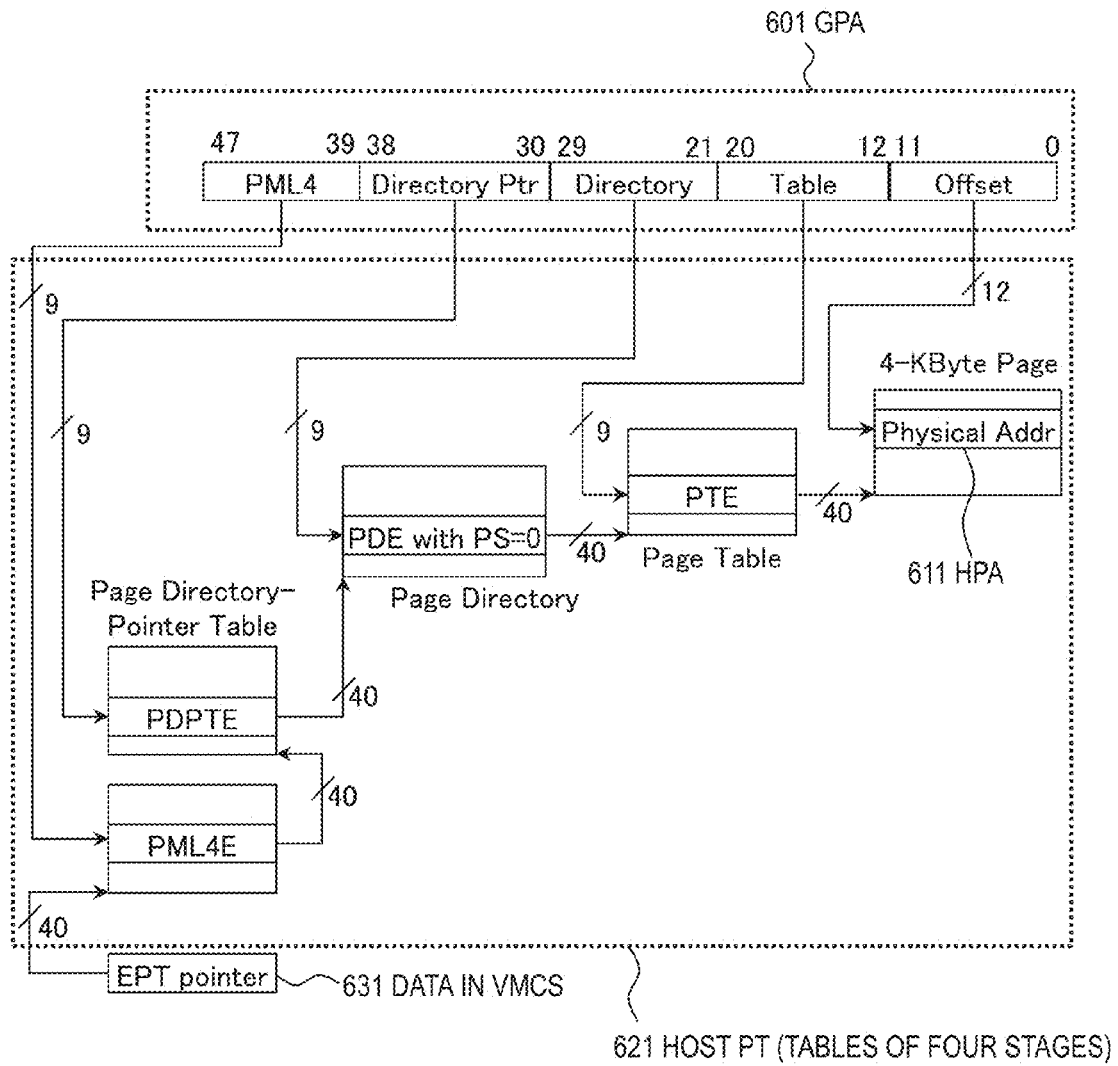 601 GPA
47 39 38 30 29 21 20 12 11 0
PML4 Directory Ptr Directory Table Offset
9
12
9
9
9
4-KByte Page
Physical Addr
PTE
40
PDE with PS=0
40
Page Table
611 HPA
Page Directory
Page Directory-
Pointer Table
40
PDPTE
40
PML4E
40
EPT pointer
631 DATA IN VMCS
621 HOST PT (TABLES OF FOUR STAGES)